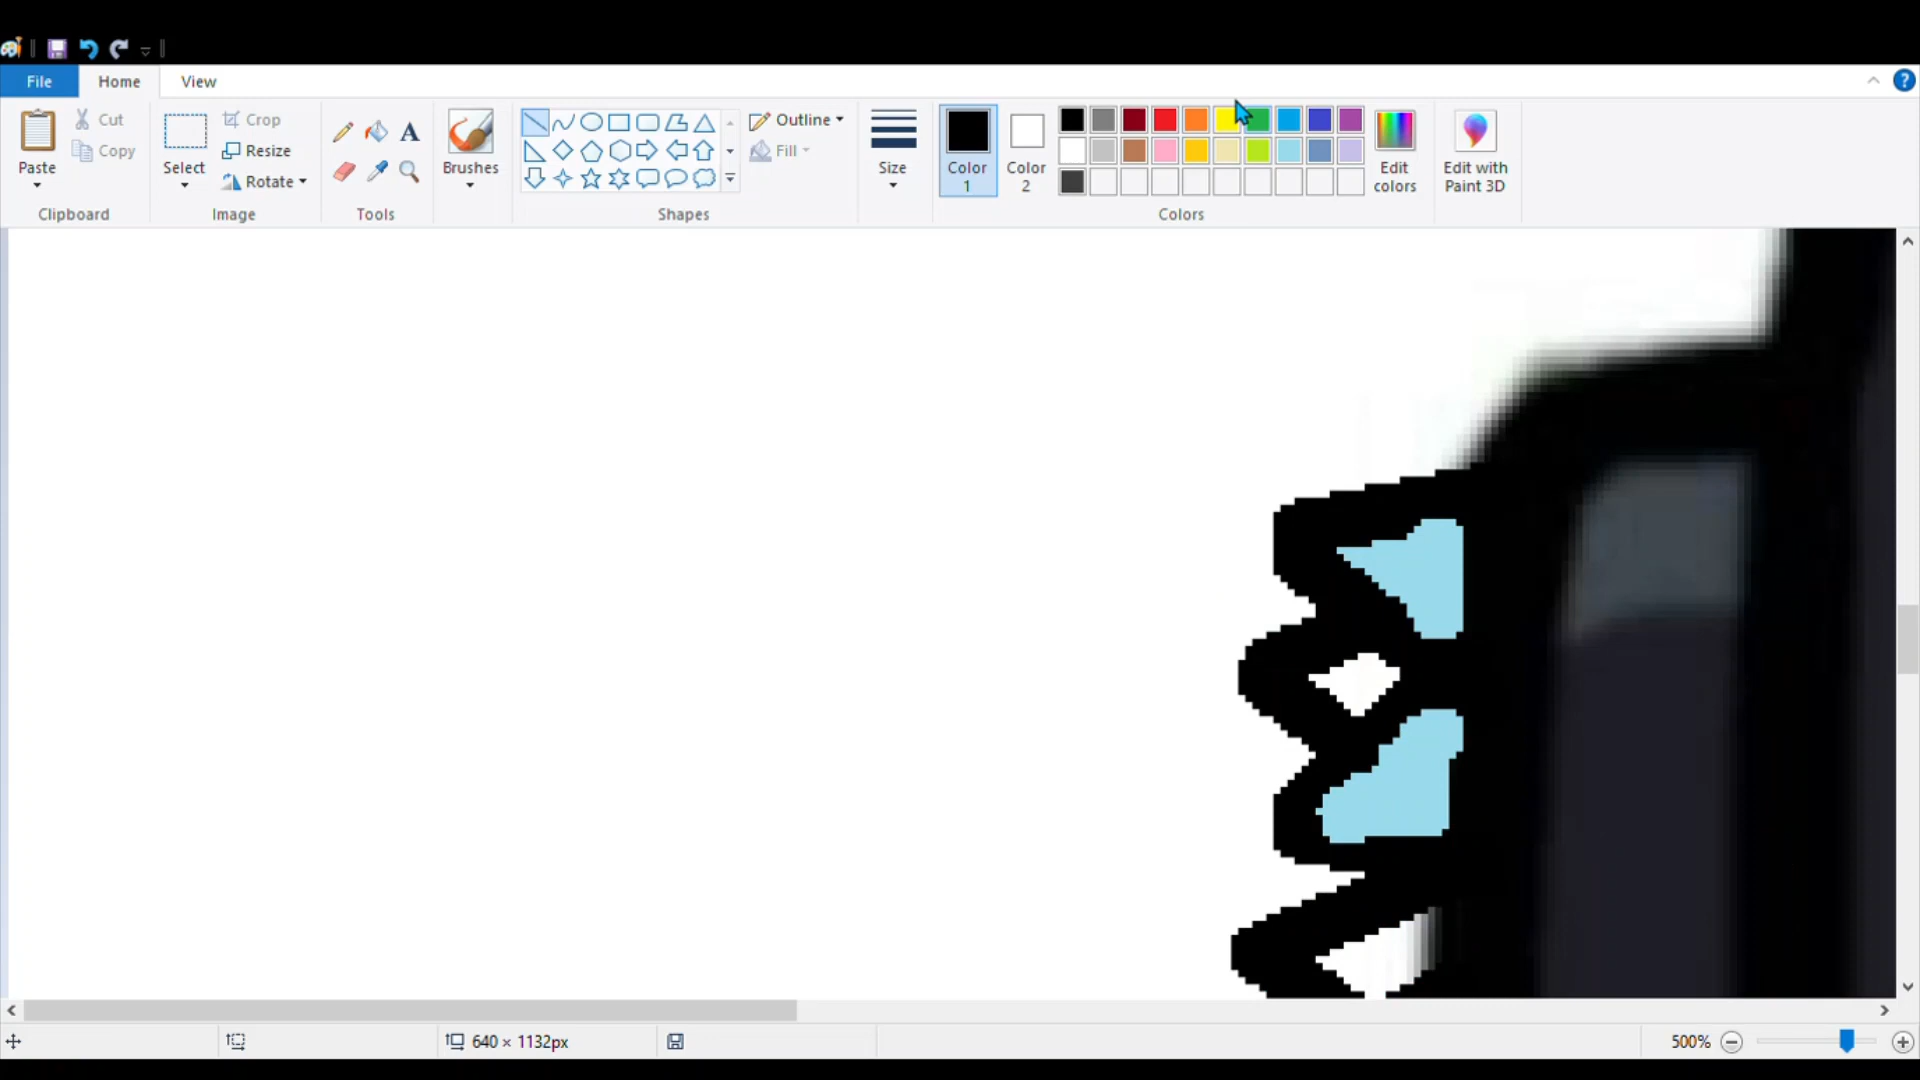 File Home View
Paste
Cut
Copy
Clipboard
Select
Crop
Resize
Rotate
Image
A
Tools
Brushes
Outline
Fill
Shapes
Size
Color 1
Color 2
Edit colors
Colors
Edit with Paint 3D
?
640 × 1132px
500%